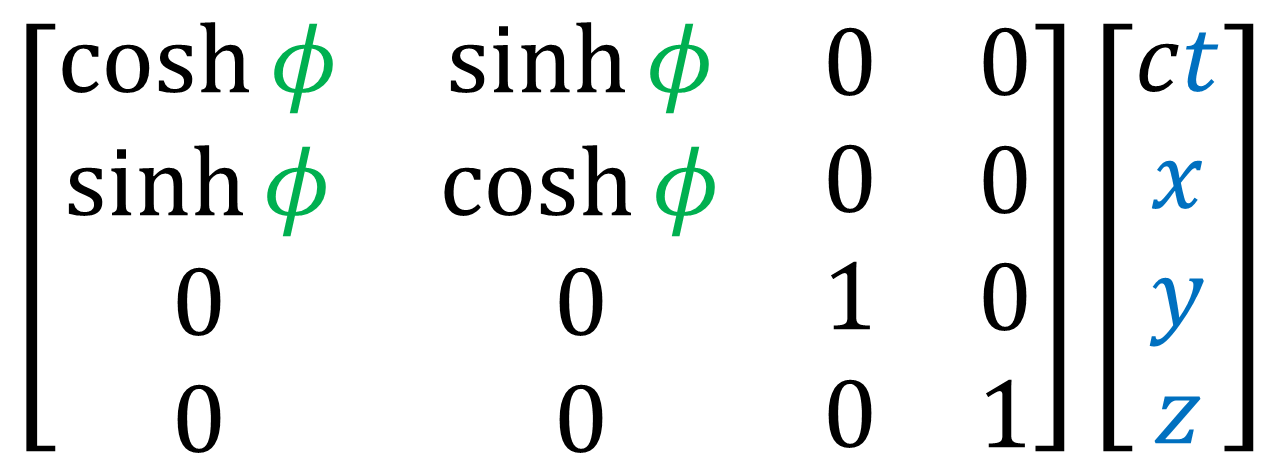 cosh ϕ sinh ϕ 0 0 ct
sinh ϕ cosh ϕ 0 0 x
0 0 1 0 y
0 0 0 1 z